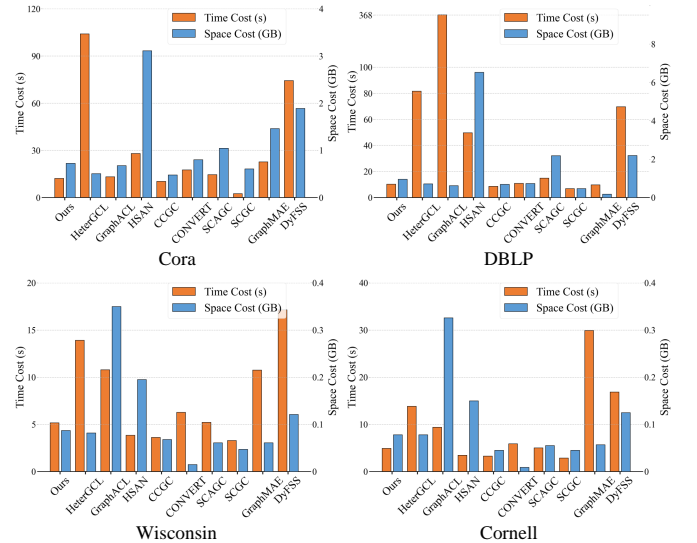 120
90
60
30
0
Time Cost (s)
Time Cost (s)
Space Cost (GB)
4
3
2
1
0
Space Cost (GB)
Ours
HeterGCL
GraphACL
HSAN
CCGC
CONVERT
SCAGC
SCGC
GraphMAE
DyFSS
Cora
368
100
80
60
40
20
0
Time Cost (s)
Time Cost (s)
Space Cost (GB)
8
6
4
2
0
Space Cost (GB)
Ours
HeterGCL
GraphACL
HSAN
CCGC
CONVERT
SCAGC
SCGC
GraphMAE
DyFSS
DBLP
20
15
10
5
0
Time Cost (s)
Time Cost (s)
Space Cost (GB)
0.4
0.3
0.2
0.1
0
Space Cost (GB)
Ours
HeterGCL
GraphACL
HSAN
CCGC
CONVERT
SCAGC
SCGC
GraphMAE
DyFSS
Wisconsin
40
30
20
10
0
Time Cost (s)
Time Cost (s)
Space Cost (GB)
0.4
0.3
0.2
0.1
0
Space Cost (GB)
Ours
HeterGCL
GraphACL
HSAN
CCGC
CONVERT
SCAGC
SCGC
GraphMAE
DyFSS
Cornell